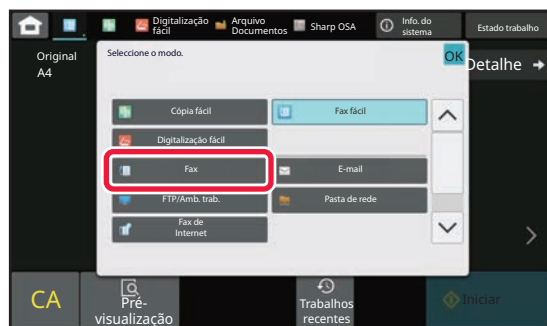 Digitalização fácil
Arquivo Documentos
Sharp OSA
Info. do sistema
Estado trabalho
Original
A4
Seleccione o modo.
OK
Detalhe
Cópia fácil
Fax fácil
Digitalização fácil
Fax
E-mail
FTP/Amb. trab.
Pasta de rede
Fax de
Internet
CA
Pré-
visualização
Trabalhos
recentes
Iniciar